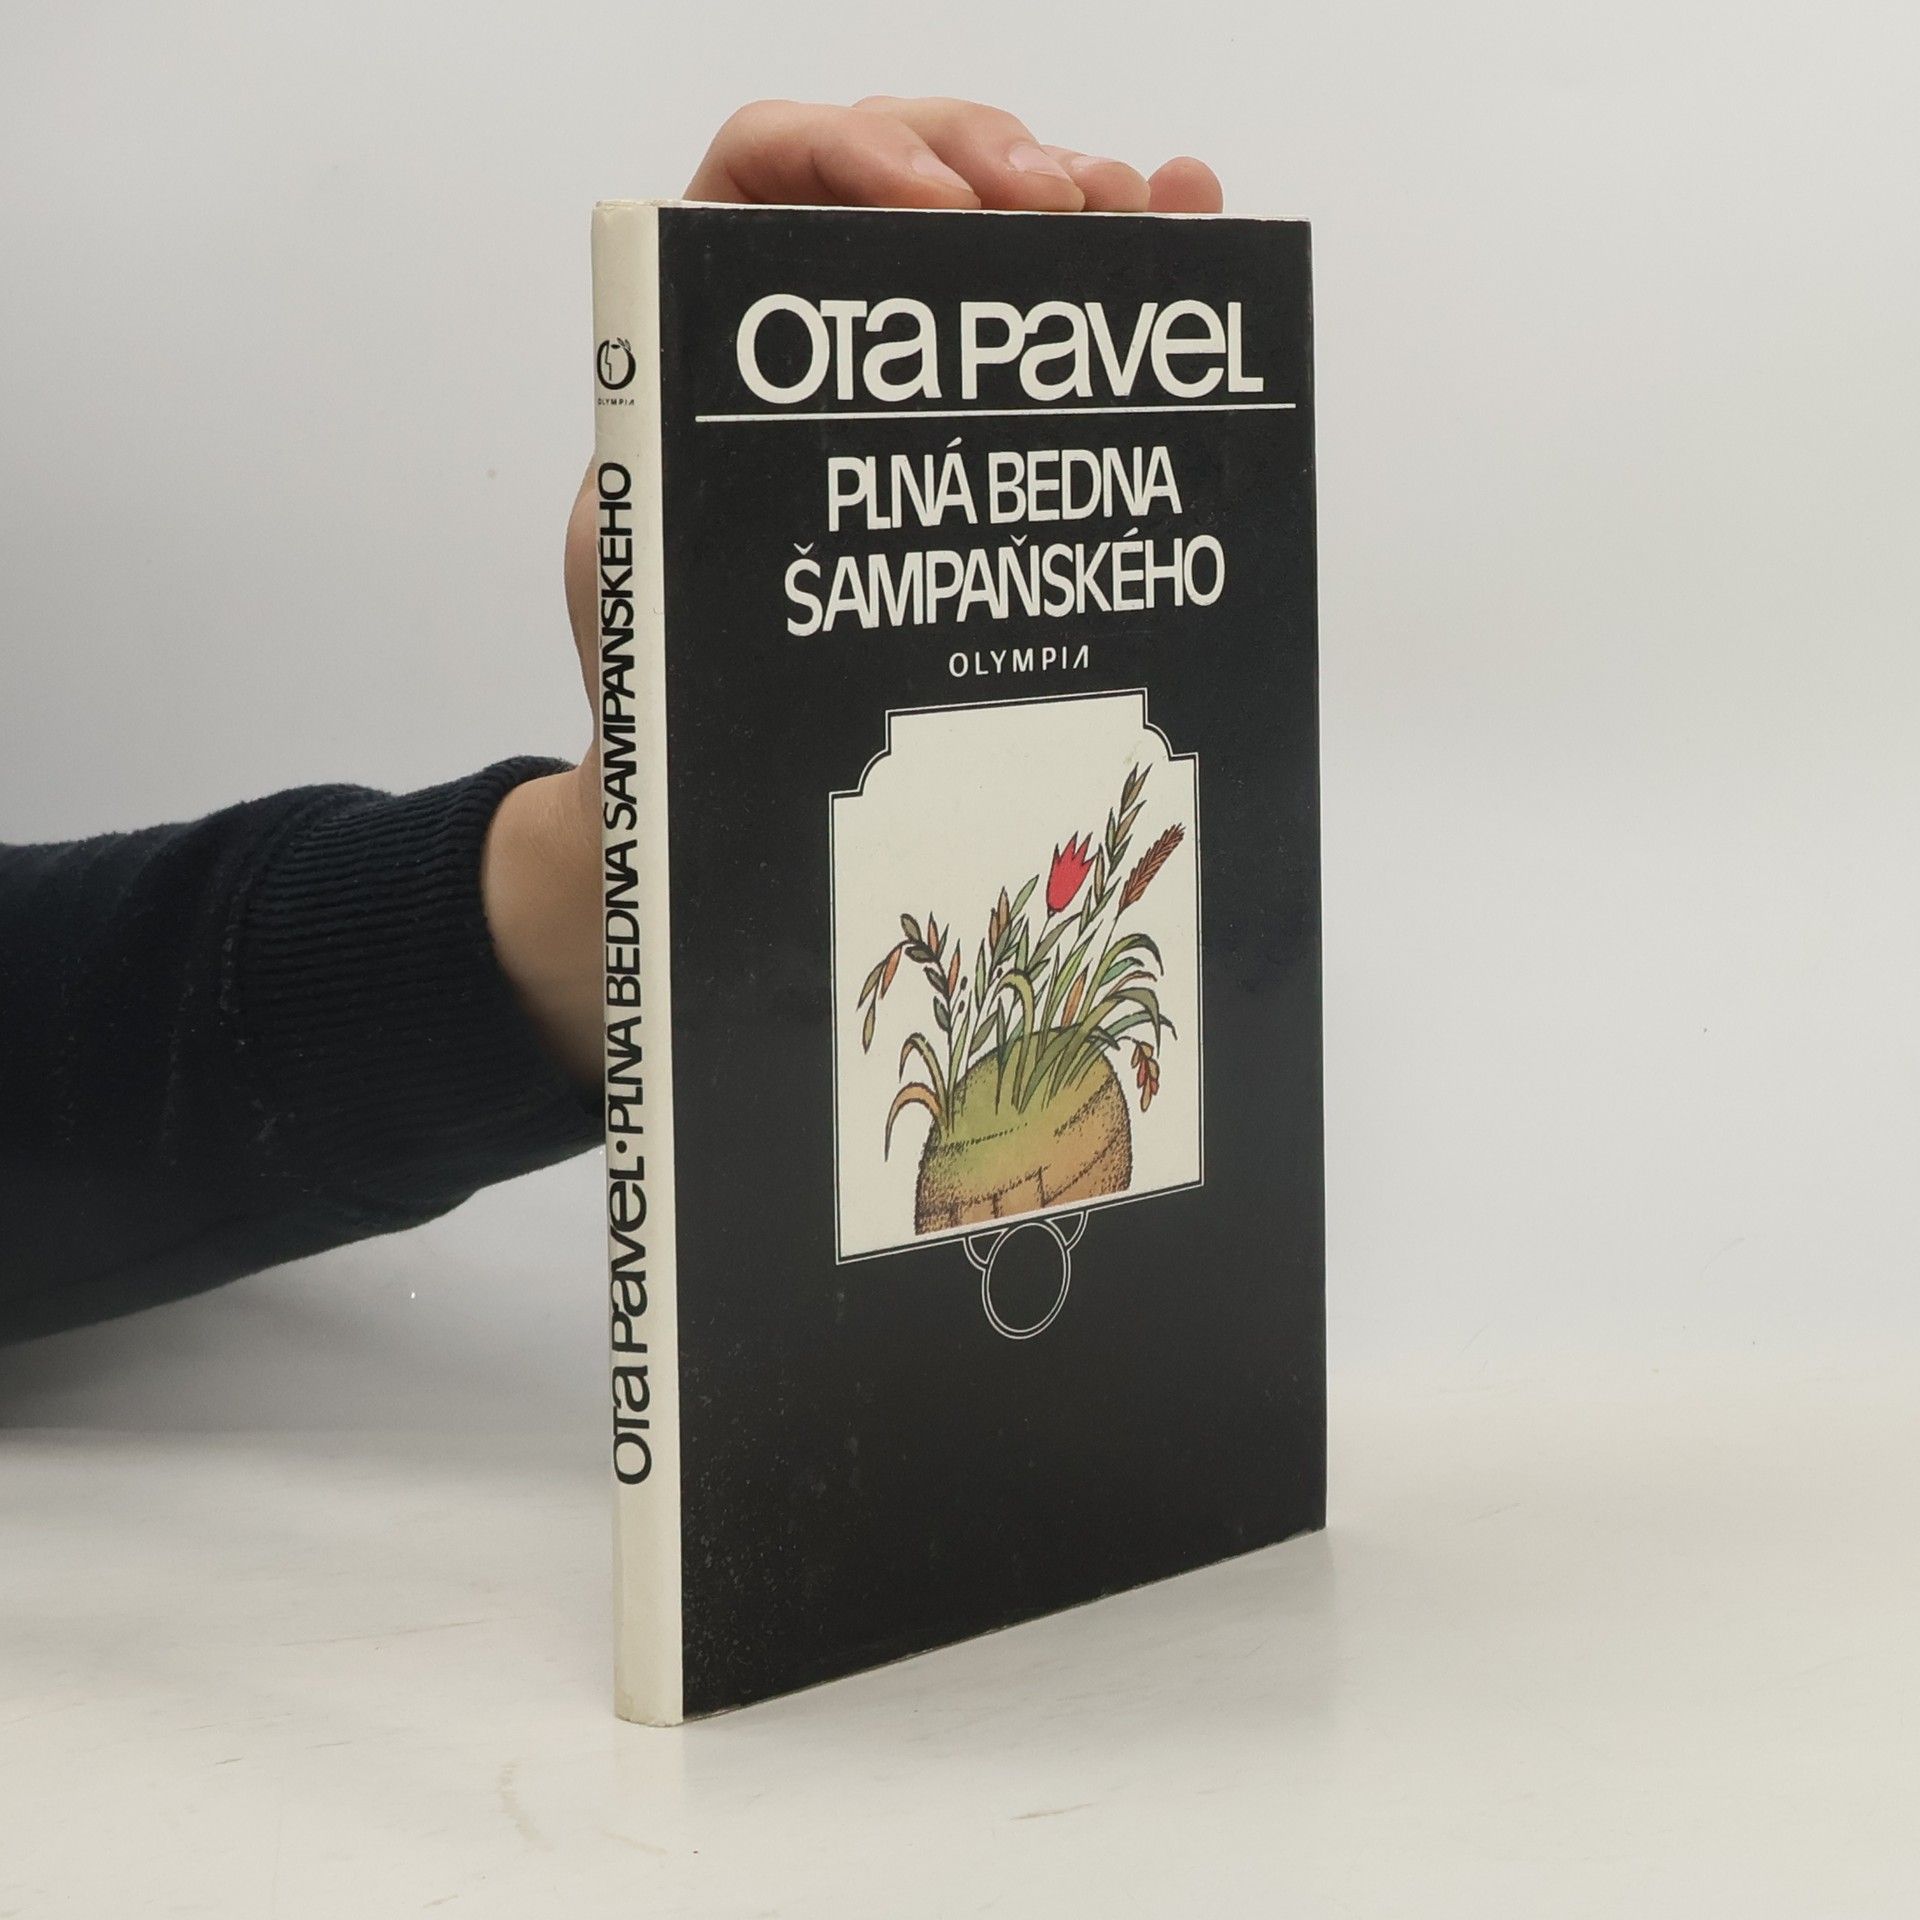 OTa Pavel
PLNÁ BEDNA
ŠAMPAŇSKÉHO
OLYMPIA
OLYMPIA
OTa Pavel · PLNÁ BEDNA ŠAMPAŇSKÉHO